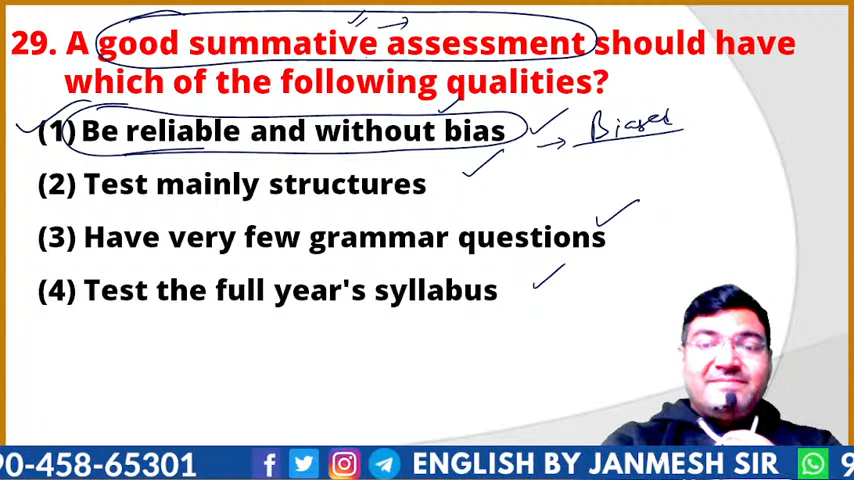 29. A good summative assessment should have
which of the following qualities?
(1) Be reliable and without bias
Biased
(2) Test mainly structures
(3) Have very few grammar questions
(4) Test the full year's syllabus
90-458-65301 ENGLISH BY JANMESH SIR 9